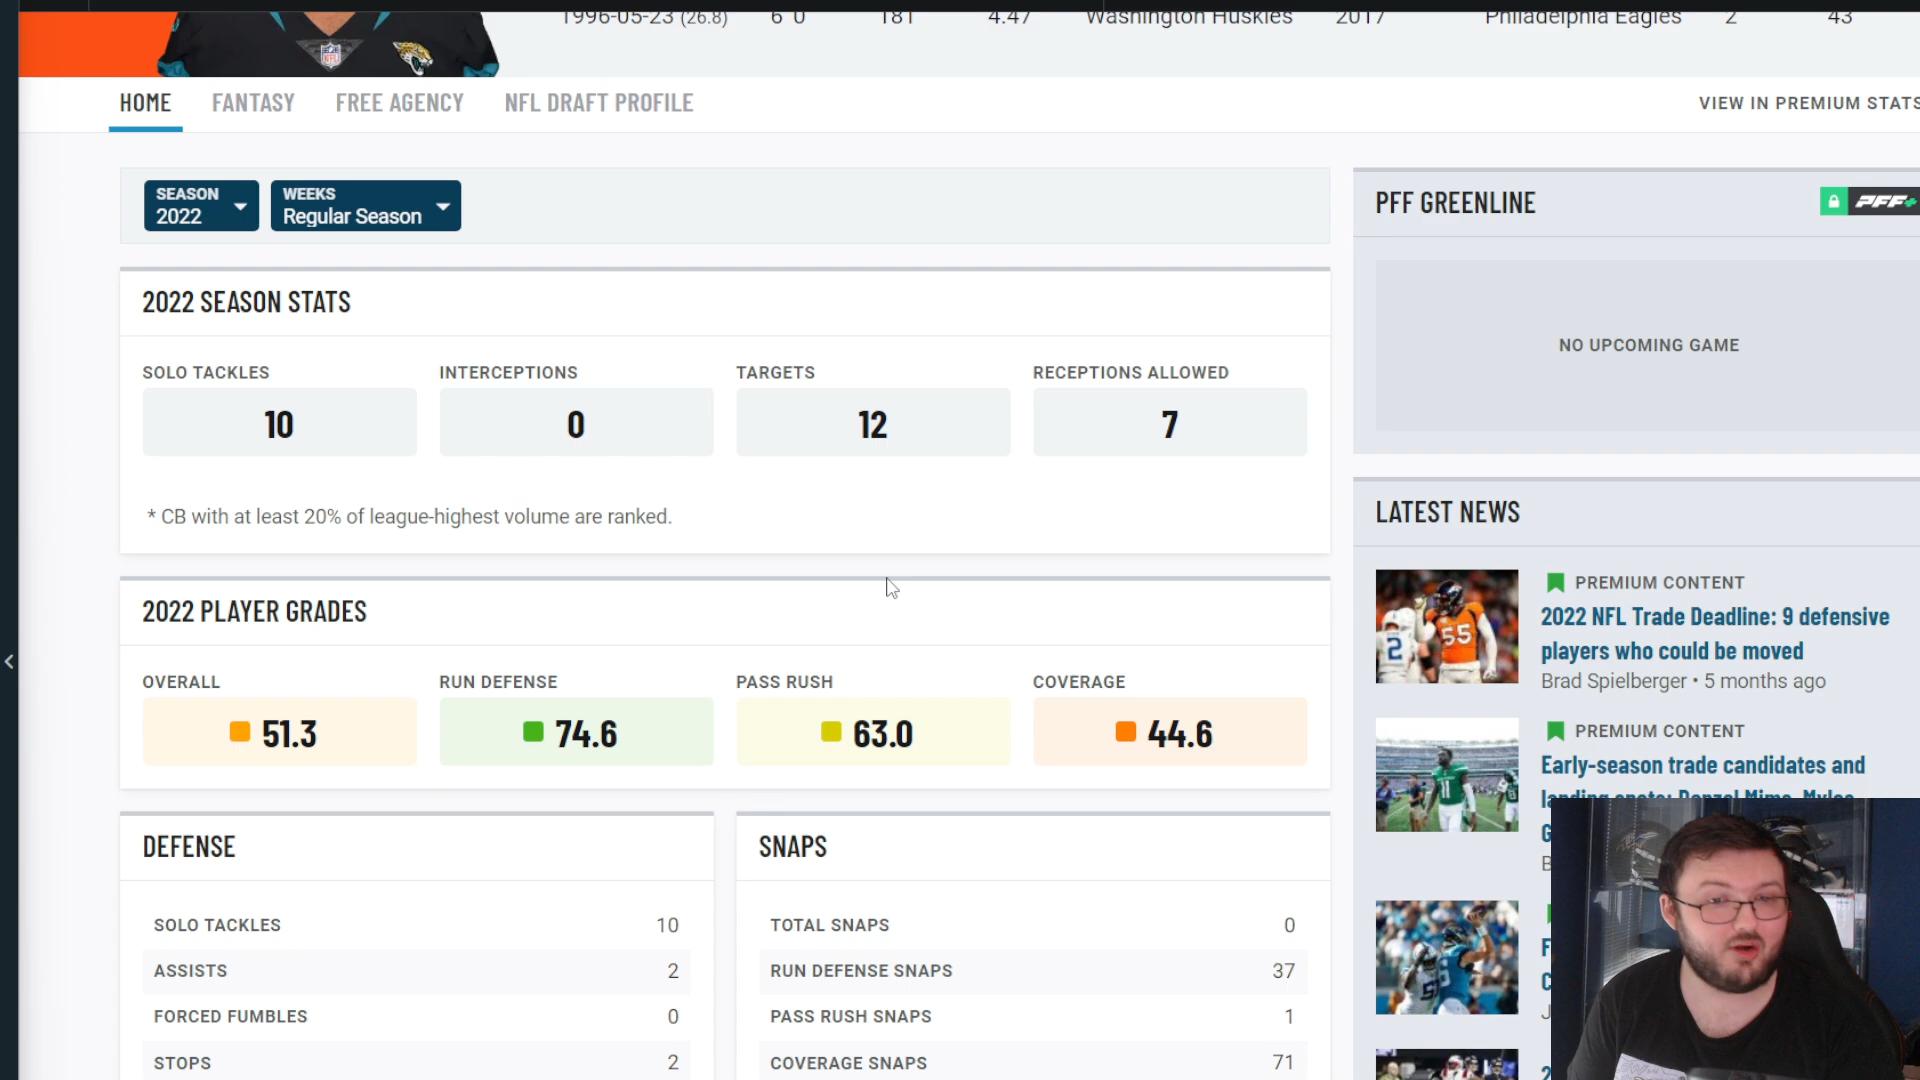 1996-05-23 (26.8) 6' 0" 181 4.47 Washington Huskies 2017 Philadelphia Eagles 2 43
HOME FANTASY FREE AGENCY NFL DRAFT PROFILE
VIEW IN PREMIUM STATS
SEASON
2022
WEEKS
Regular Season
2022 SEASON STATS
SOLO TACKLES INTERCEPTIONS TARGETS RECEPTIONS ALLOWED
10 0 12 7
* CB with at least 20% of league-highest volume are ranked.
2022 PLAYER GRADES
OVERALL RUN DEFENSE PASS RUSH COVERAGE
51.3 74.6 63.0 44.6
DEFENSE
SOLO TACKLES 10
ASSISTS 2
FORCED FUMBLES 0
STOPS 2
SNAPS
TOTAL SNAPS 0
RUN DEFENSE SNAPS 37
PASS RUSH SNAPS 1
COVERAGE SNAPS 71
PFF GREENLINE
PFF+
NO UPCOMING GAME
LATEST NEWS
PREMIUM CONTENT
2022 NFL Trade Deadline: 9 defensive
players who could be moved
Brad Spielberger • 5 months ago
PREMIUM CONTENT
Early-season trade candidates and
landing spots: Denzel Mims, Myles